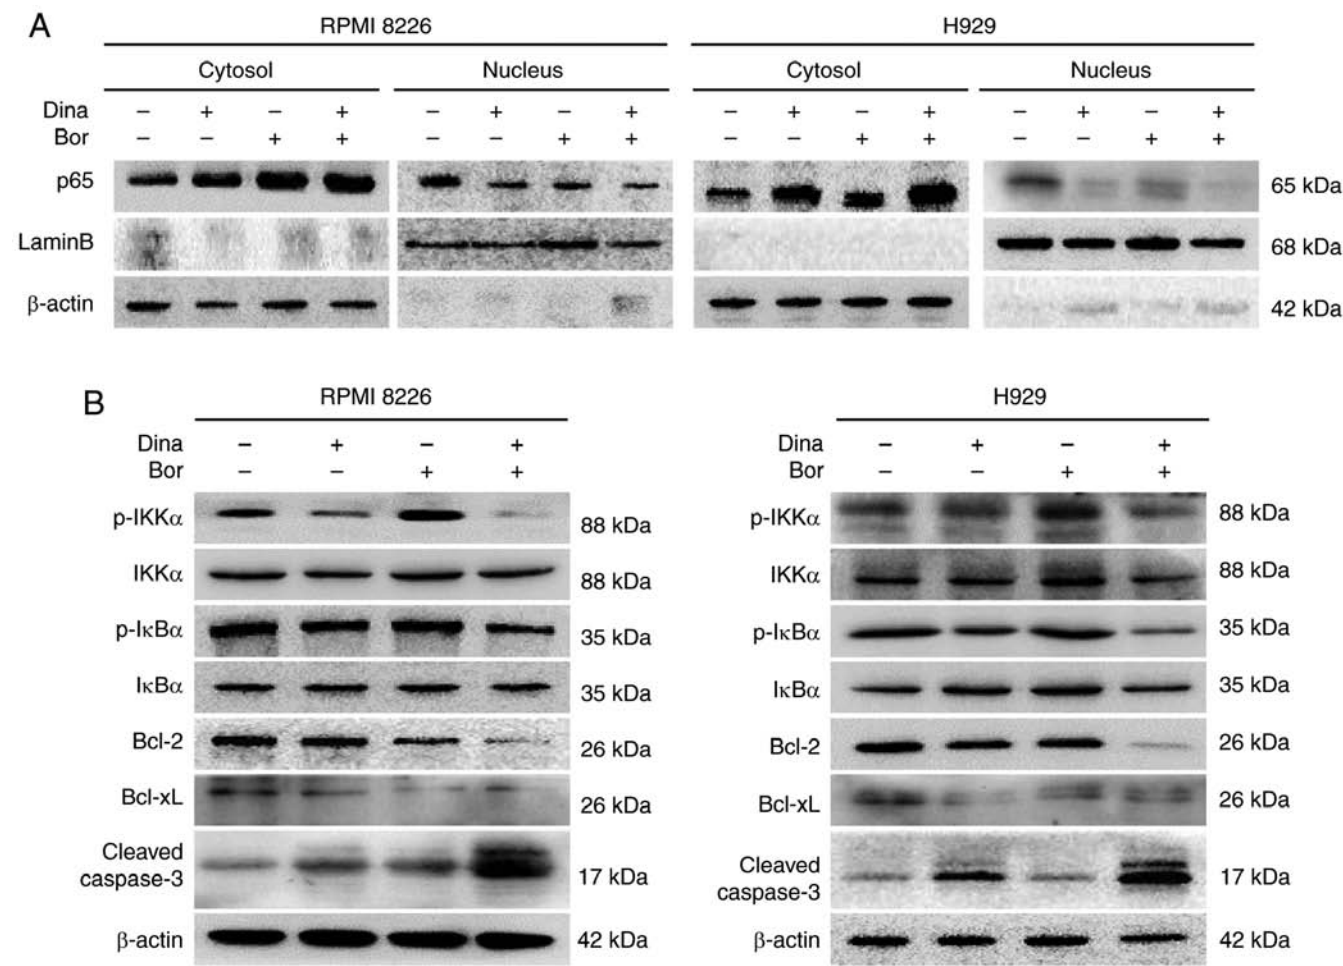 A
RPMI 8226 H929
Cytosol Nucleus Cytosol Nucleus
Dina − + − + − + − + − + − + − + − +
Bor − − + + − − + + − − + + − − + +
p65 65 kDa
LaminB 68 kDa
β-actin 42 kDa
B
RPMI 8226
Dina − + − +
Bor − − + +
p-IKKα 88 kDa
IKKα 88 kDa
p-IκBα 35 kDa
IκBα 35 kDa
Bcl-2 26 kDa
Bcl-xL 26 kDa
Cleaved
caspase-3 17 kDa
β-actin 42 kDa
H929
Dina − + − +
Bor − − + +
p-IKKα 88 kDa
IKKα 88 kDa
p-IκBα 35 kDa
IκBα 35 kDa
Bcl-2 26 kDa
Bcl-xL 26 kDa
Cleaved
caspase-3 17 kDa
β-actin 42 kDa